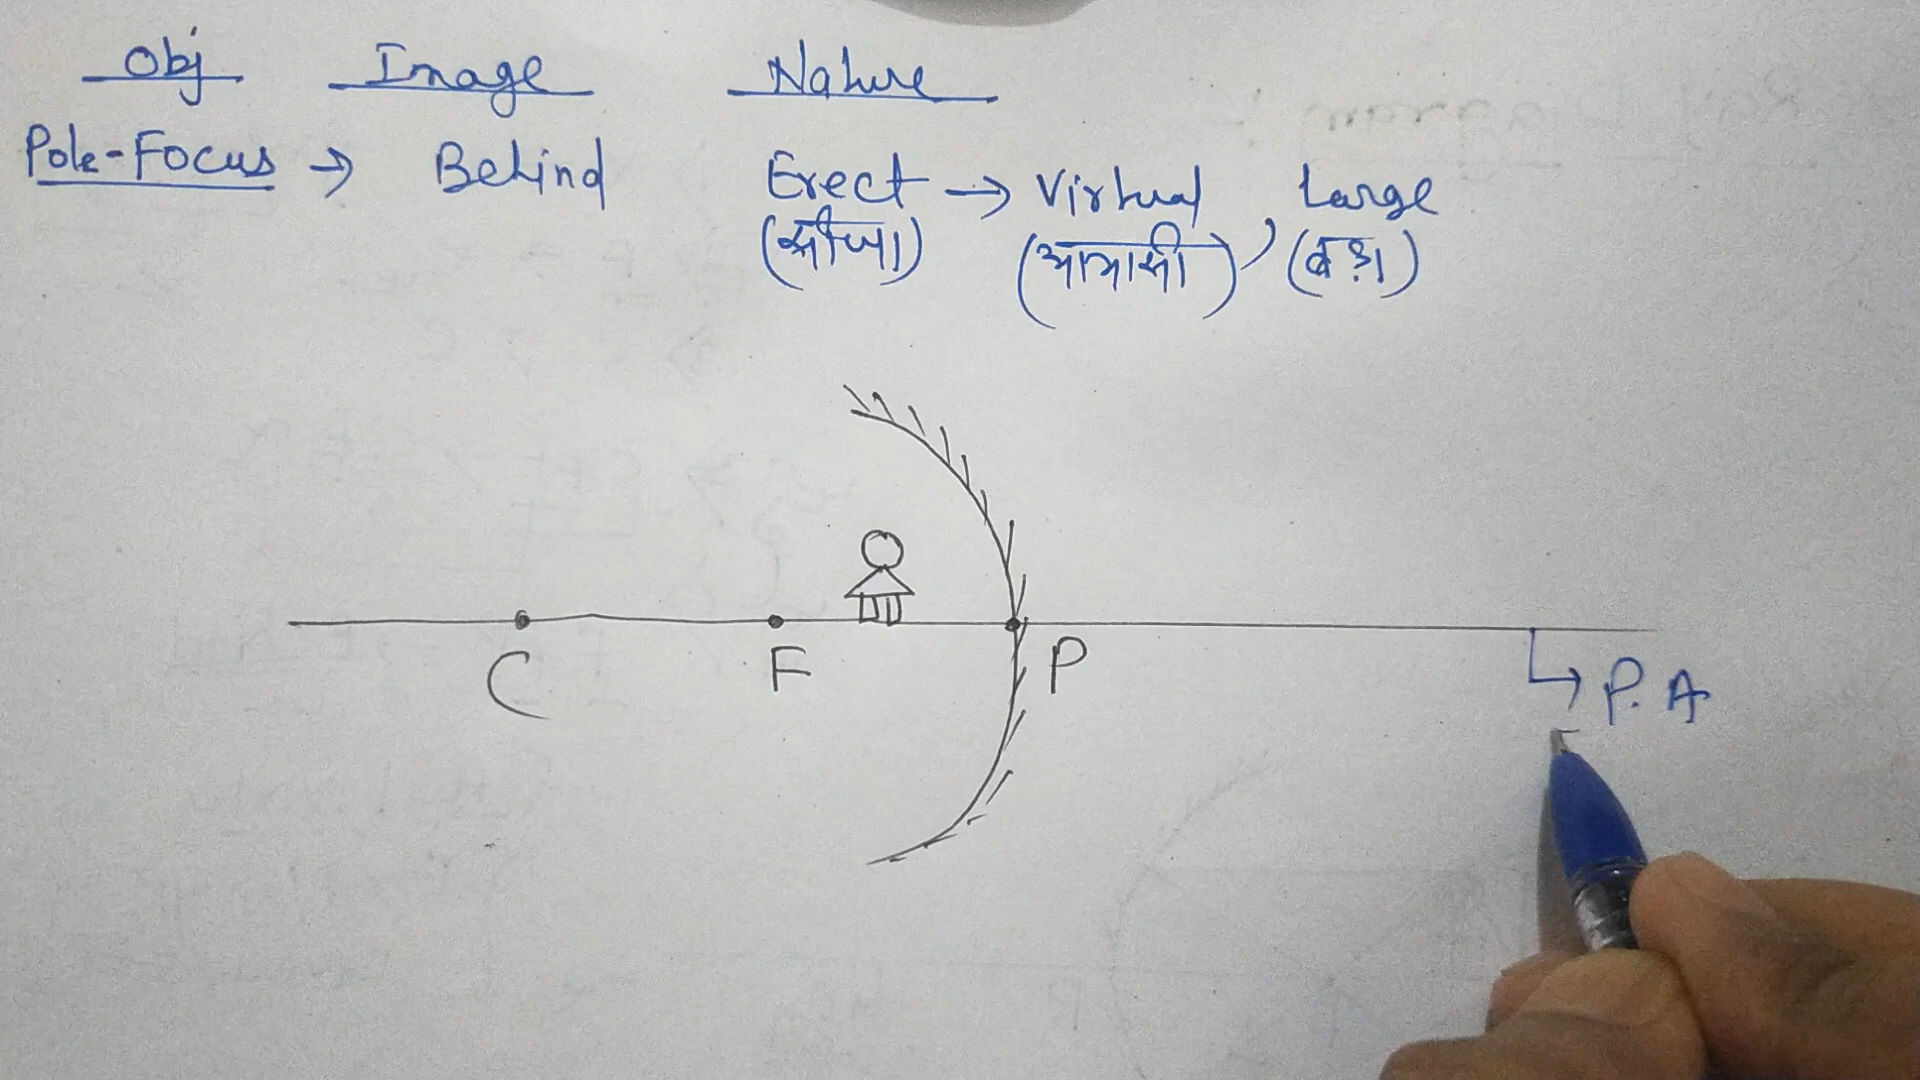 Obj Image Nature
Pole-Focus → Behind Erect → Virtual, Large
(सीधा) (आभासी) (बड़ा)
C F P
P.A